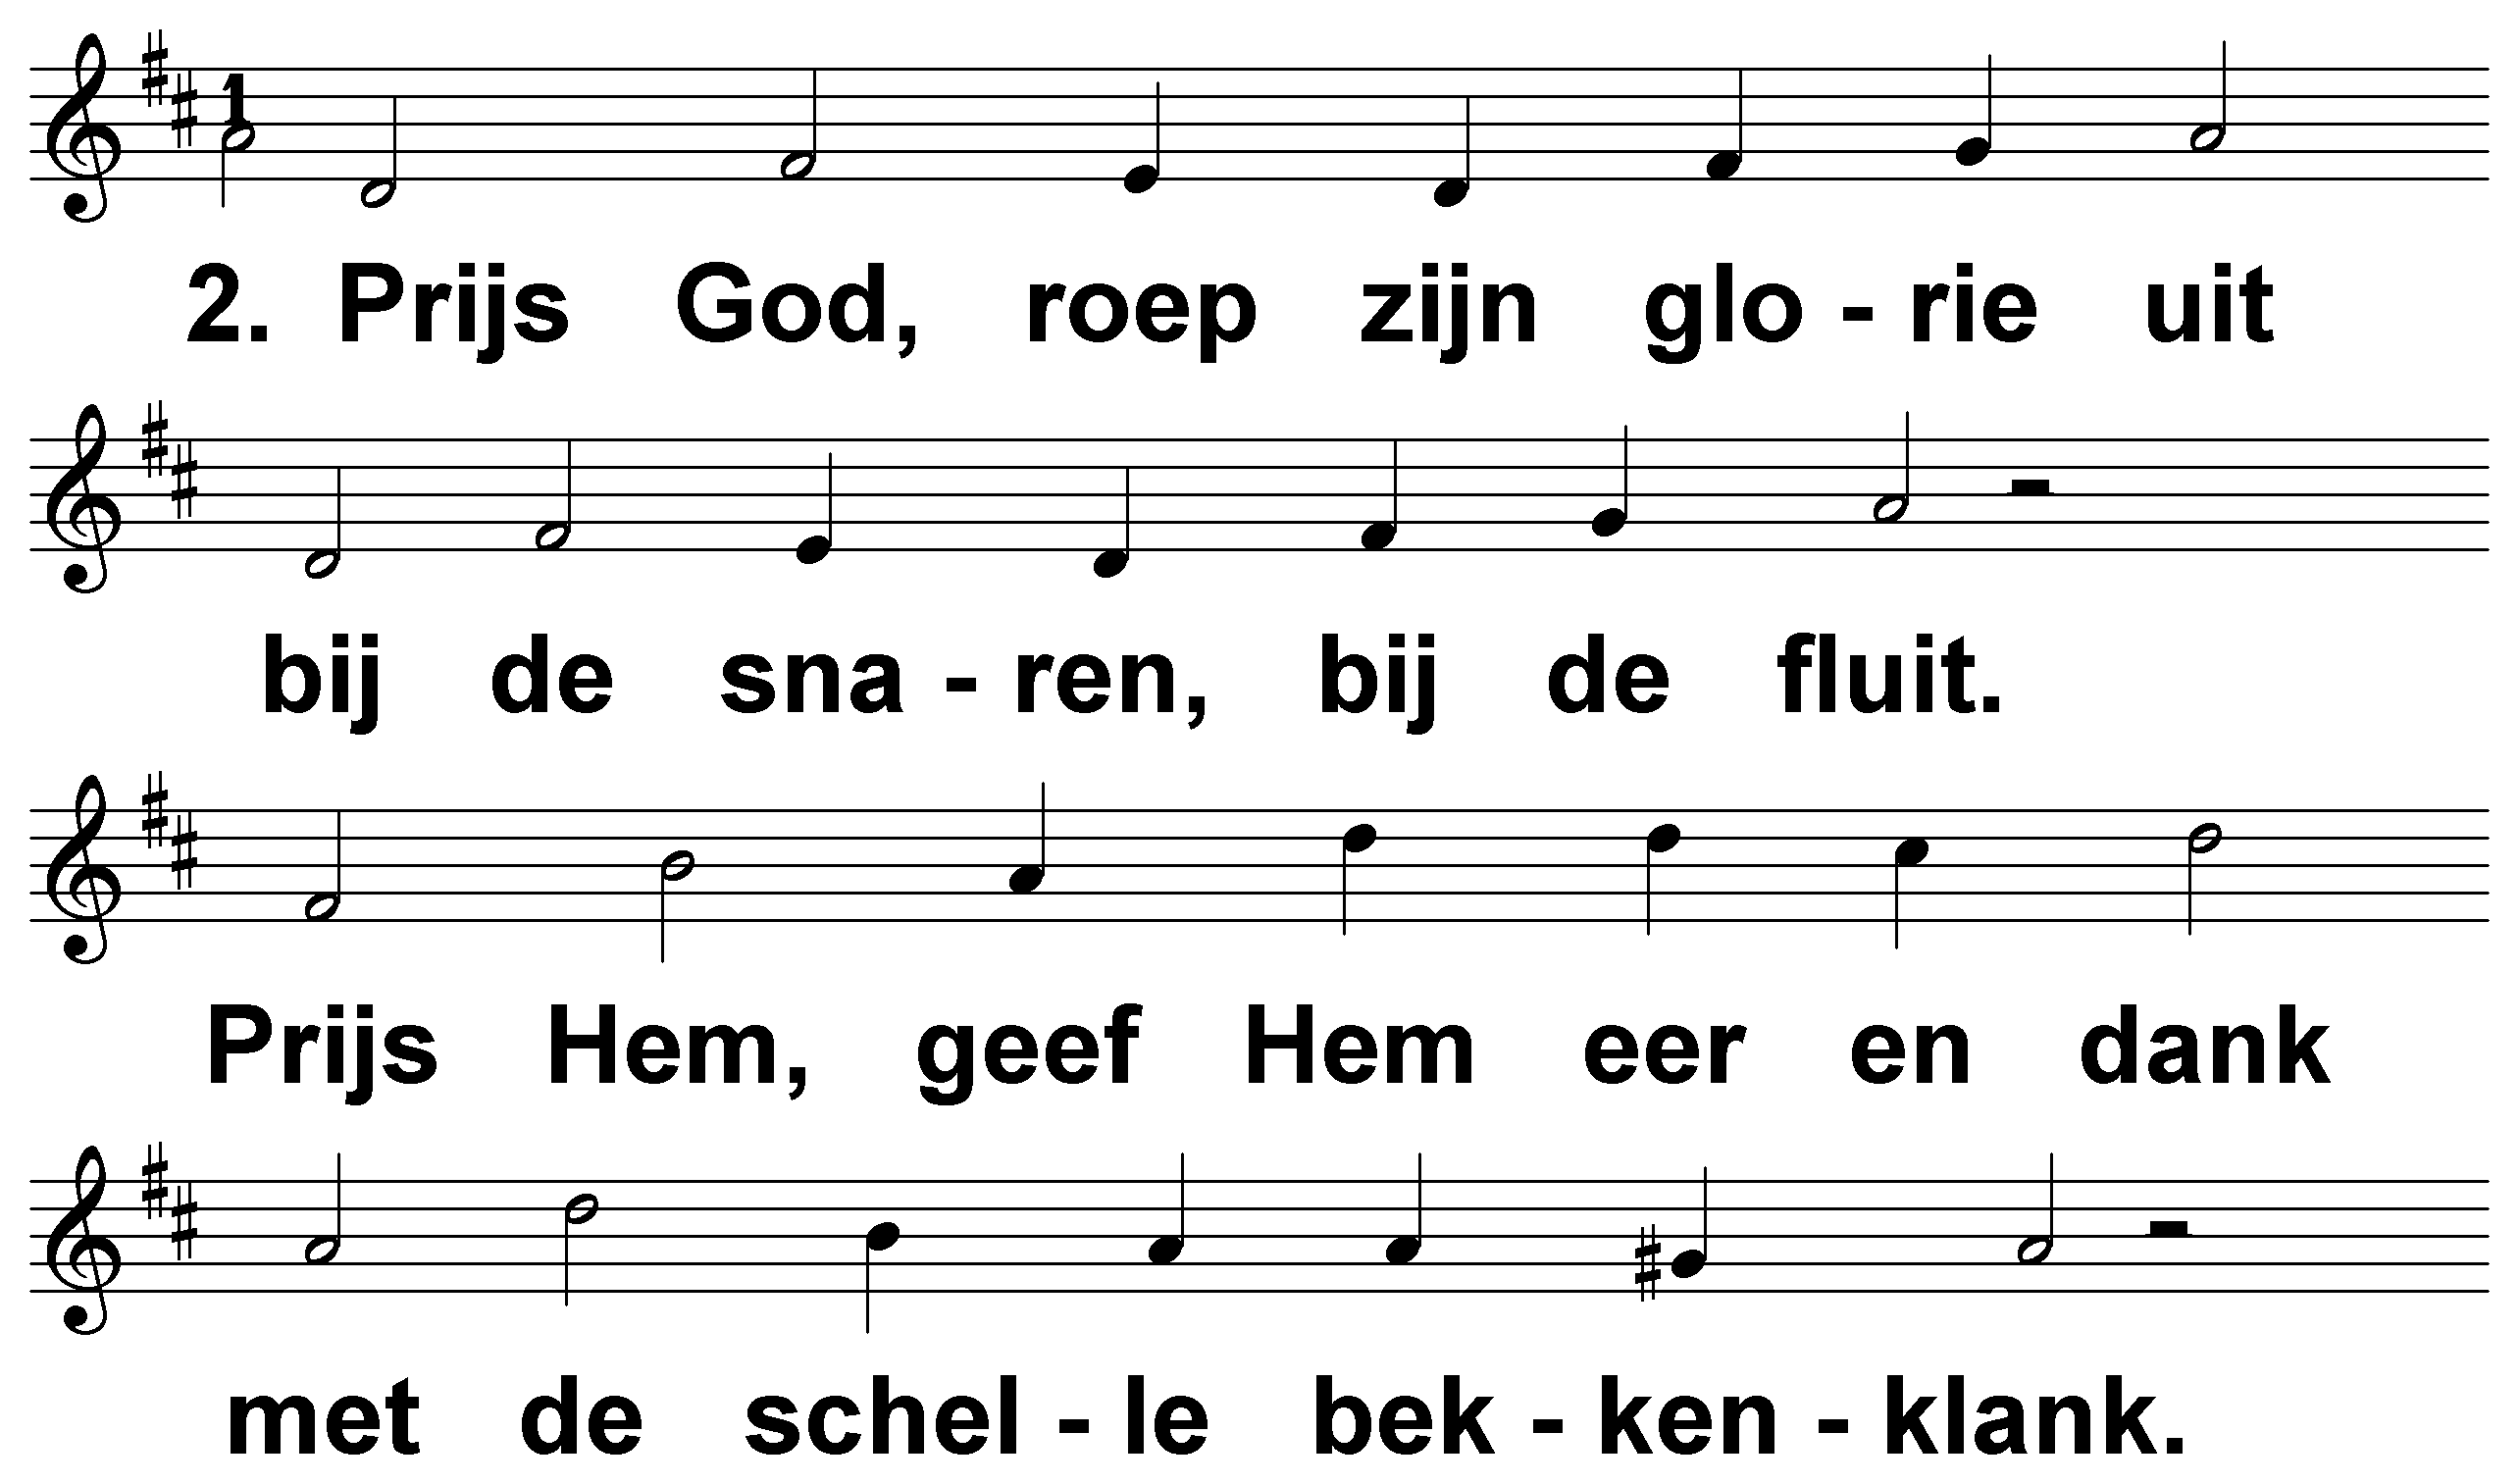 1
2. Prijs God, roep zijn glo - rie uit
bij de sna - ren, bij de fluit.
Prijs Hem, geef Hem eer en dank
met de schel - le bek - ken - klank.